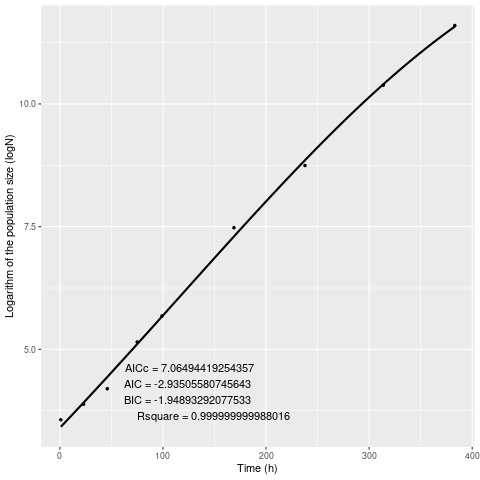 10.0
7.5
5.0
Logarithm of the population size (logN)
AICc = 7.06494419254357
AIC = -2.93505580745643
BIC = -1.94893292077533
Rsquare = 0.999999999988016
0 100 200 300 400
Time (h)